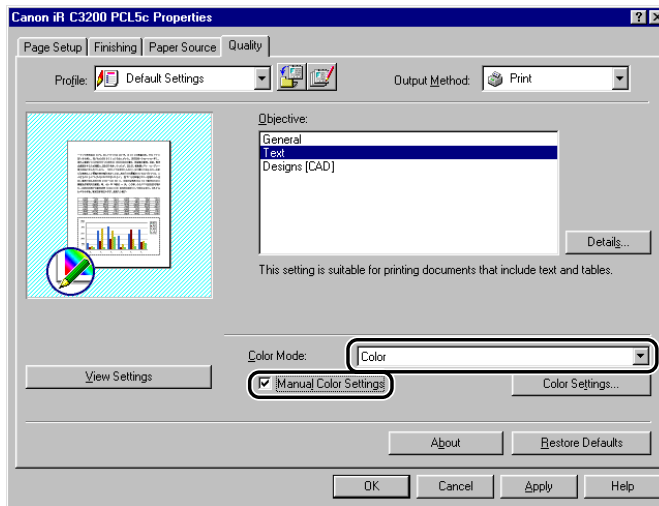 Canon iR C3200 PCL5c Properties
Page Setup Finishing Paper Source Quality
Profile: Default Settings Output Method: Print
Objective:
General
Text
Designs [CAD]
Details...
This setting is suitable for printing documents that include text and tables.
Color Mode: Color
View Settings
Manual Color Settings Color Settings...
About Restore Defaults
OK Cancel Apply Help